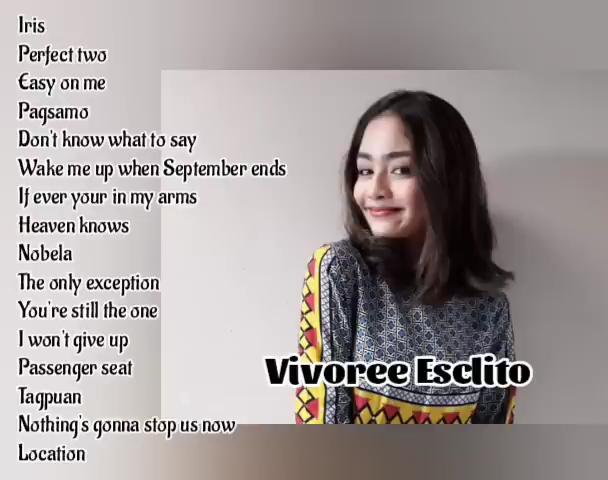 Iris
Perfect two
Easy on me
Pagsamo
Don't know what to say
Wake me up when September ends
If ever your in my arms
Heaven knows
Nobela
The only exception
You're still the one
I won't give up
Passenger seat
Tagpuan
Nothing's gonna stop us now
Location
Vivoree Esclito